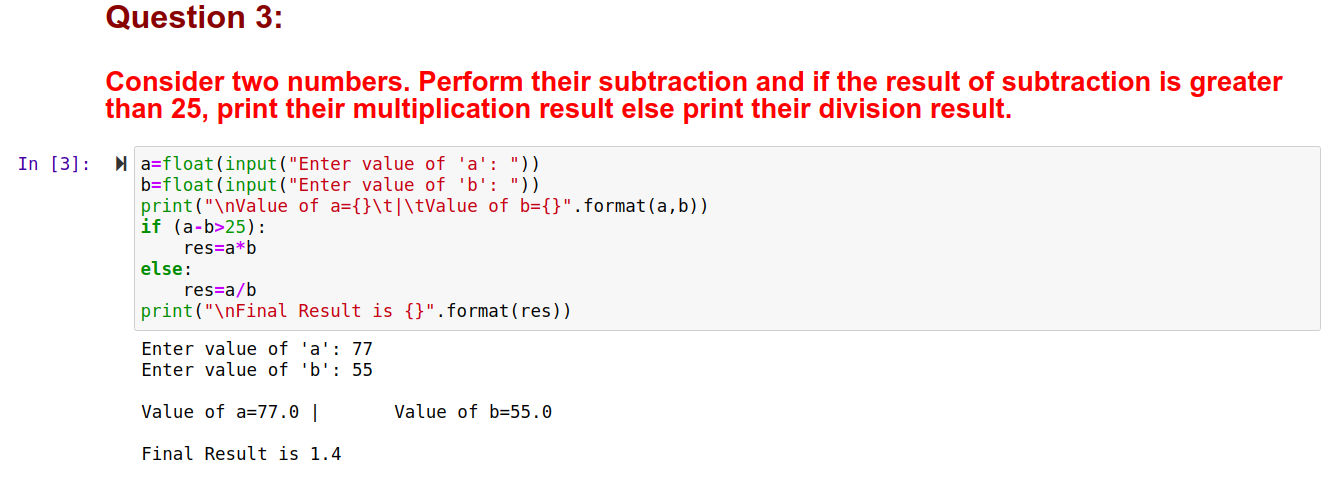 Question 3:
Consider two numbers. Perform their subtraction and if the result of subtraction is greater
than 25, print their multiplication result else print their division result.
In [3]:
a=float(input("Enter value of 'a': "))
b=float(input("Enter value of 'b': "))
print("\nValue of a={}\t|\tValue of b={}".format(a,b))
if (a-b>25):
    res=a*b
else:
    res=a/b
print("\nFinal Result is {}".format(res))
Enter value of 'a': 77
Enter value of 'b': 55
Value of a=77.0 |       Value of b=55.0
Final Result is 1.4